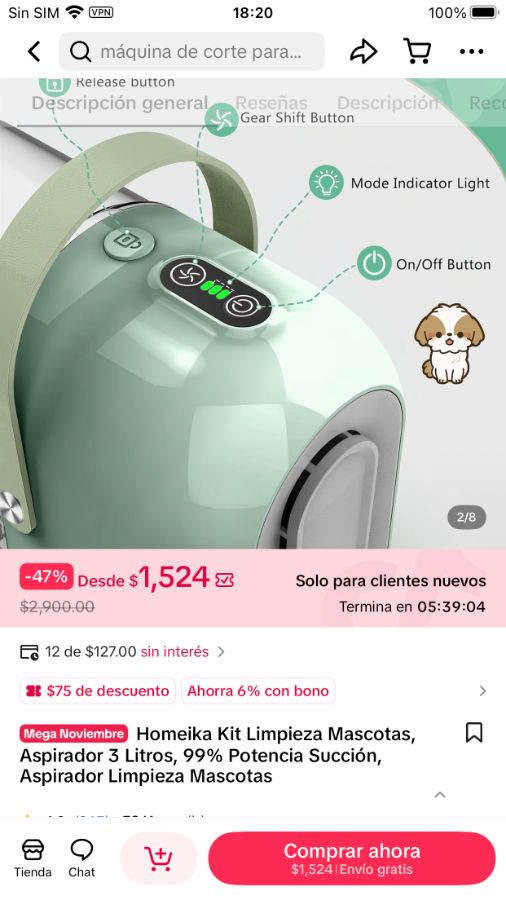 Sin SIM VPN 18:20 100%
máquina de corte para...
Release button
Descripción general Reseñas Descripción Reco
Gear Shift Button
Mode Indicator Light
On/Off Button
2/8
-47% Desde $1,524 Solo para clientes nuevos
$2,900.00 Termina en 05:39:04
12 de $127.00 sin interés
$75 de descuento Ahorra 6% con bono
Mega Noviembre Homeika Kit Limpieza Mascotas,
Aspirador 3 Litros, 99% Potencia Succión,
Aspirador Limpieza Mascotas
Comprar ahora
Tienda Chat $1,524 Envío gratis